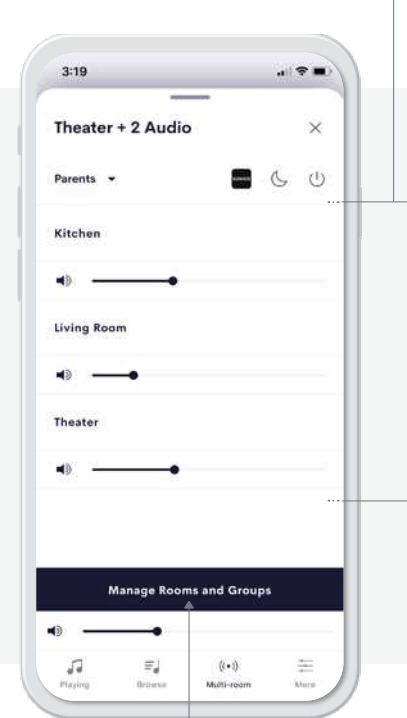 3:19
Theater + 2 Audio
Parents
Kitchen
Living Room
Theater
Manage Rooms and Groups
Playing
Browse
Multi-room
More